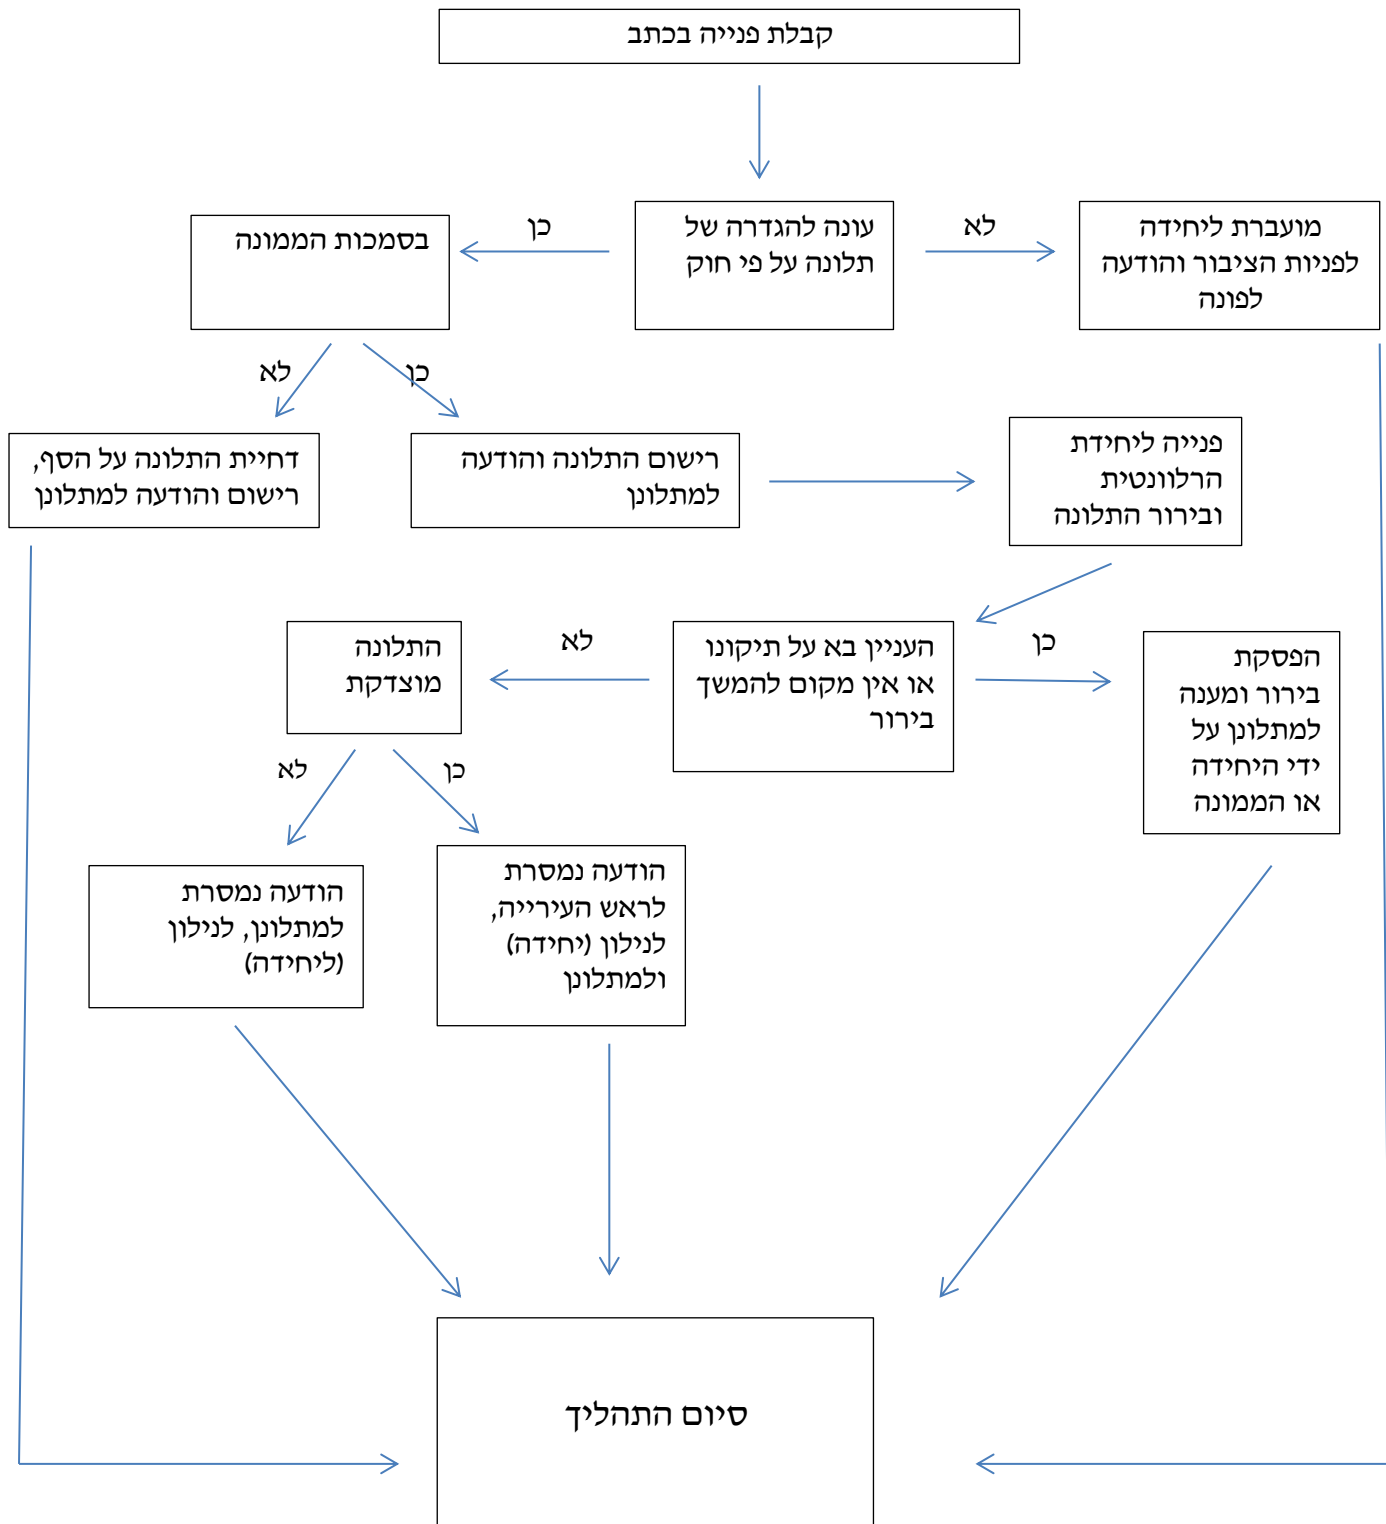 קבלת פנייה בכתב
מועברת ליחידה
לפניות הציבור והודעה
לפונה
לא
עונה להגדרה של
תלונה על פי חוק
כן
בסמכות הממונה
כן
לא
פנייה ליחידת
הרלוונטית
ובירור התלונה
רישום התלונה והודעה
למתלונן
דחיית התלונה על הסף,
רישום והודעה למתלונן
הפסקת
בירור ומענה
למתלונן על
ידי היחידה
או הממונה
כן
העניין בא על תיקונו
או אין מקום להמשך
בירור
לא
התלונה
מוצדקת
כן
לא
הודעה נמסרת
לראש העירייה,
לנילון (יחידה)
ולמתלונן
הודעה נמסרת
למתלונן, לנילון
(ליחידה)
סיום התהליך